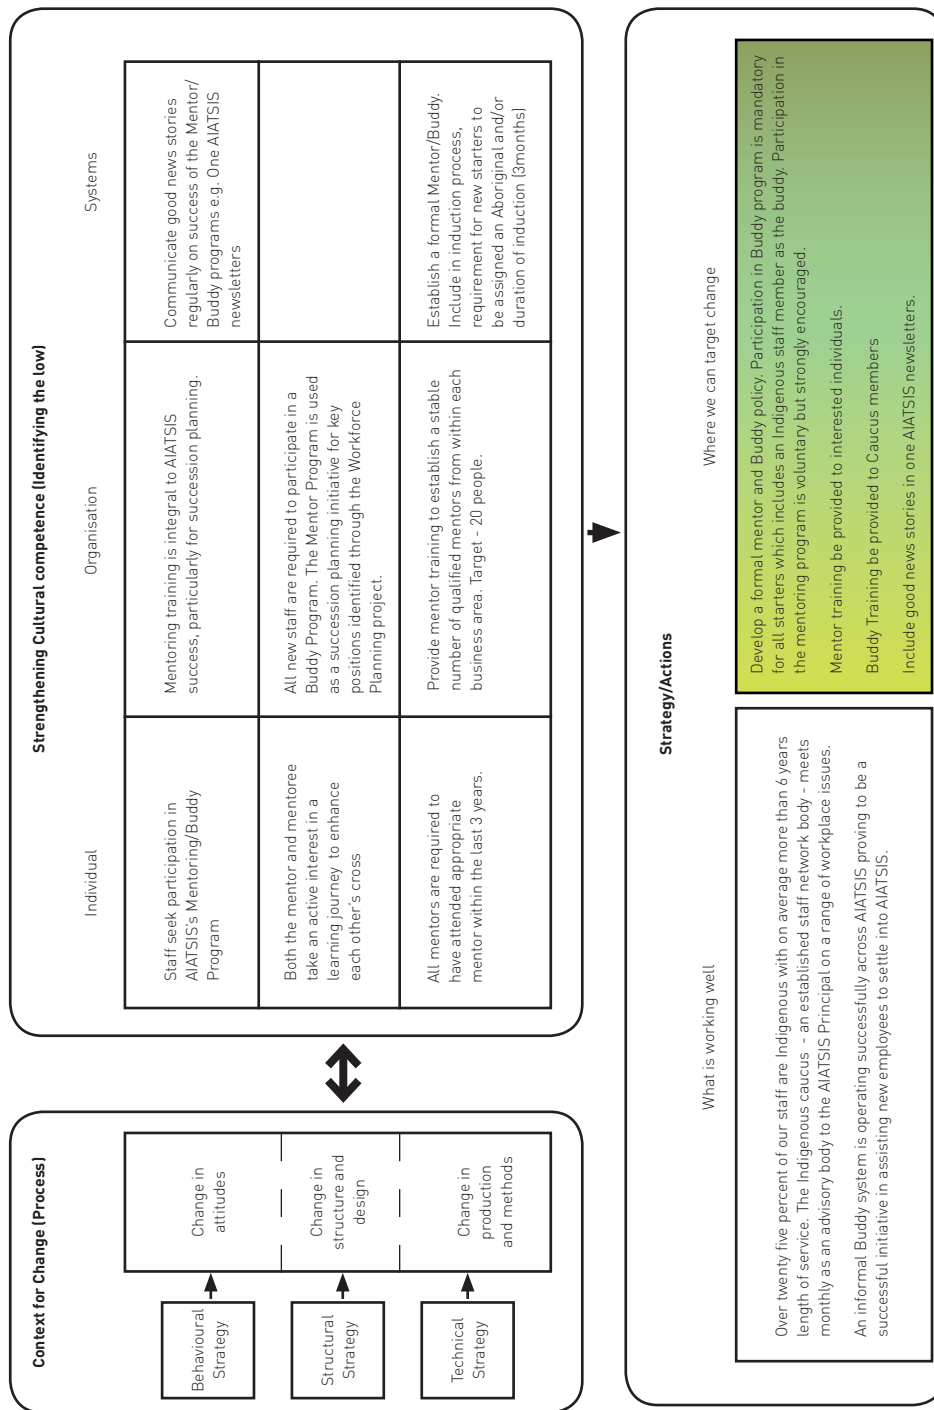 Context for Change (Process)
Behavioural
Strategy
Change in
attitudes
Structural
Strategy
Change in
structure and
design
Technical
Strategy
Change in
production
and methods
Strengthening Cultural competence (Identifying the low)
Individual
Organisation
Systems
Staff seek participation in
AIATSIS's Mentoring/Buddy
Program
Mentoring training is integral to AIATSIS
success, particularly for succession planning.
Communicate good news stories
regularly on success of the Mentor/
Buddy programs e.g. One AIATSIS
newsletters
Both the mentor and mentoree
take an active interest in a
learning journey to enhance
each other's cross
All new staff are required to participate in a
Buddy Program. The Mentor Program is used
as a succession planning initiative for key
positions identified through the Workforce
Planning project.
All mentors are required to
have attended appropriate
mentor within the last 3 years.
Provide mentor training to establish a stable
number of qualified mentors from within each
business area. Target - 20 people.
Establish a formal Mentor/Buddy.
Include in induction process,
requirement for new starters to
be assigned an Aboriginal and/or
duration of induction (3months)
Strategy/Actions
What is working well
Where we can target change
Over twenty five percent of our staff are Indigenous with on average more than 6 years
length of service. The Indigenous caucus - an established staff network body - meets
monthly as an advisory body to the AIATSIS Principal on a range of workplace issues.
An informal Buddy system is operating successfully across AIATSIS proving to be a
successful initiative in assisting new employees to settle into AIATSIS.
Develop a formal mentor and Buddy policy. Participation in Buddy program is mandatory
for all starters which includes an Indigenous staff member as the buddy. Participation in
the mentoring program is voluntary but strongly encouraged.
Mentor training be provided to interested individuals.
Buddy Training be provided to Caucus members
Include good news stories in one AIATSIS newsletters.